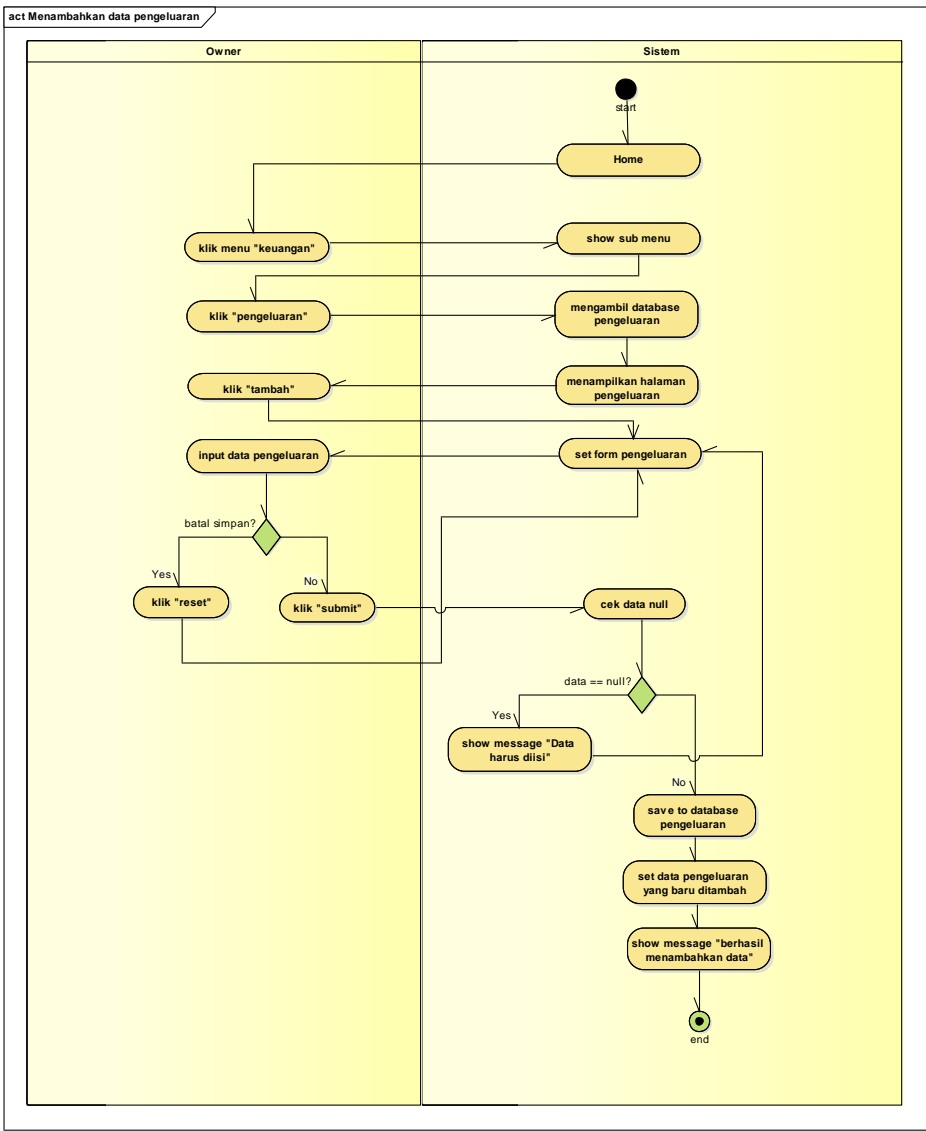 act Menambahkan data pengeluaran
Owner
Sistem
start
Home
klik menu "keuangan"
show sub menu
klik "pengeluaran"
mengambil database
pengeluaran
klik "tambah"
menampilkan halaman
pengeluaran
input data pengeluaran
set form pengeluaran
batal simpan?
Yes
No
klik "reset"
klik "submit"
cek data null
data == null?
Yes
show message "Data
harus diisi"
No
save to database
pengeluaran
set data pengeluaran
yang baru ditambah
show message "berhasil
menambahkan data"
end